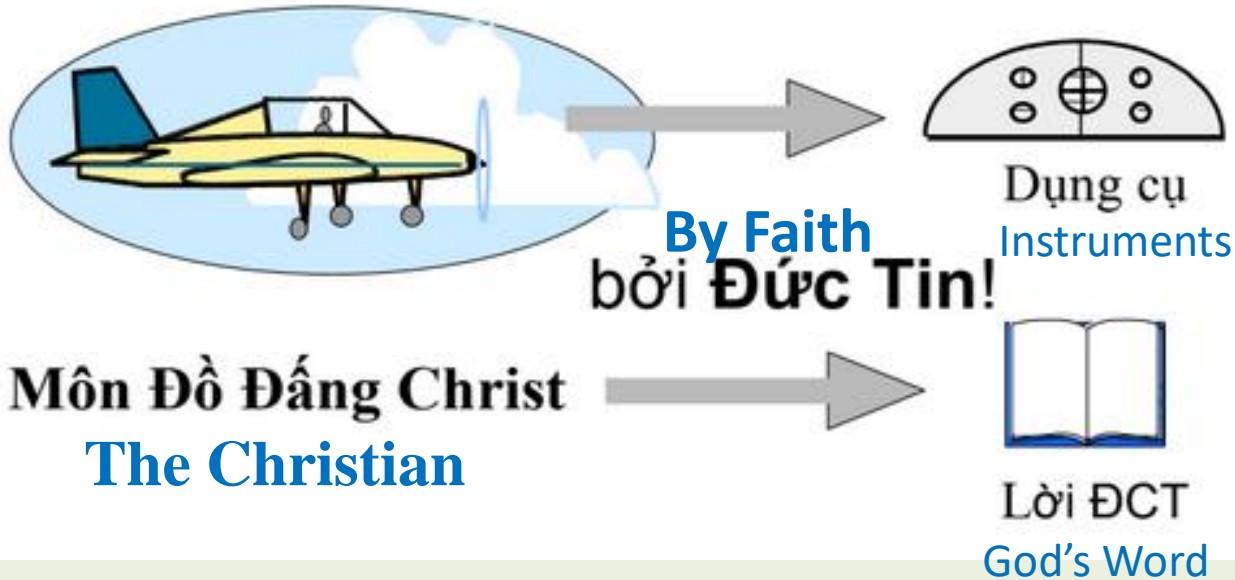 Dụng cụ
Instruments
By Faith
bởi Đức Tin!
Môn Đồ Đấng Christ
The Christian
Lời ĐCT
God's Word